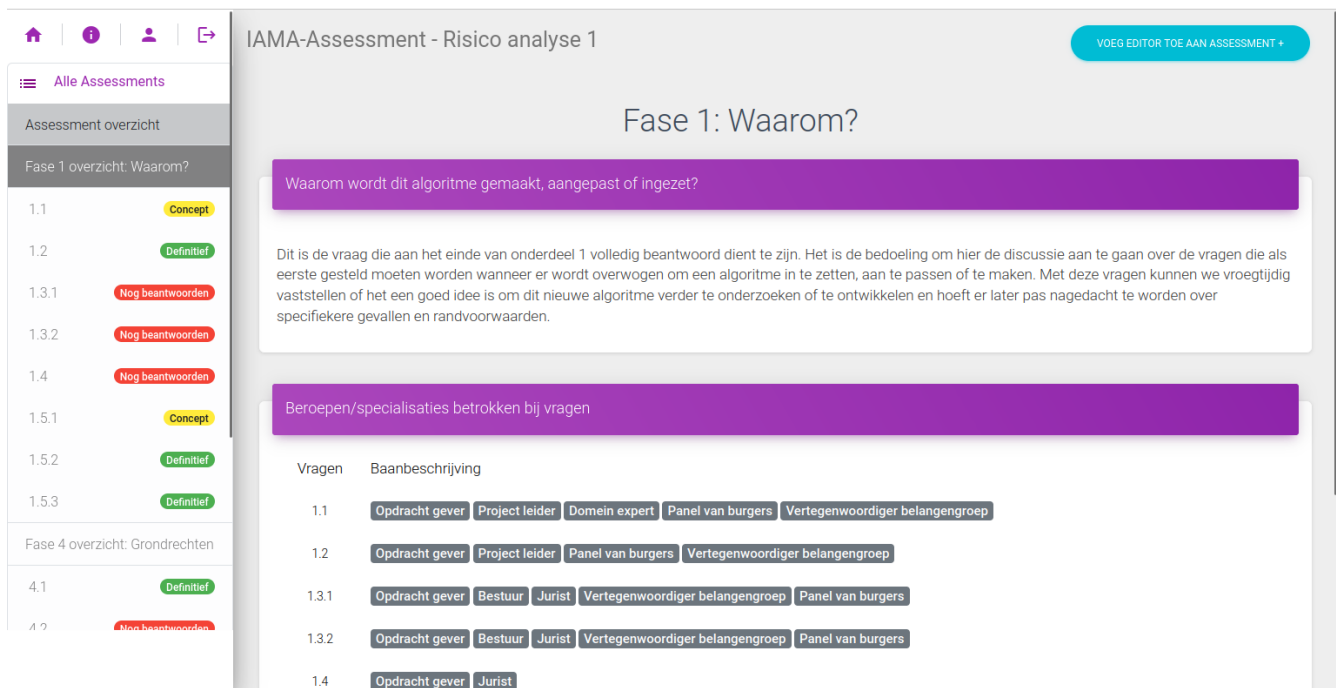 IAMA-Assessment - Risico analyse 1
VOEG EDITOR TOE AAN ASSESSMENT +
Alle Assessments
Assessment overzicht
Fase 1 overzicht: Waarom?
1.1 Concept
1.2 Definitief
1.3.1 Nog beantwoorden
1.3.2 Nog beantwoorden
1.4 Nog beantwoorden
1.5.1 Concept
1.5.2 Definitief
1.5.3 Definitief
Fase 4 overzicht: Grondrechten
4.1 Definitief
4.2 Nog beantwoorden
Fase 1: Waarom?
Waarom wordt dit algoritme gemaakt, aangepast of ingezet?
Dit is de vraag die aan het einde van onderdeel 1 volledig beantwoord dient te zijn. Het is de bedoeling om hier de discussie aan te gaan over de vragen die als
eerste gesteld moeten worden wanneer er wordt overwogen om een algoritme in te zetten, aan te passen of te maken. Met deze vragen kunnen we vroegtijdig
vaststellen of het een goed idee is om dit nieuwe algoritme verder te onderzoeken of te ontwikkelen en hoeft er later pas nagedacht te worden over
specifiekere gevallen en randvoorwaarden.
Beroepen/specialisaties betrokken bij vragen
Vragen Baanbeschrijving
1.1 Opdracht gever Project leider Domein expert Panel van burgers Vertegenwoordiger belangengroep
1.2 Opdracht gever Project leider Panel van burgers Vertegenwoordiger belangengroep
1.3.1 Opdracht gever Bestuur Jurist Vertegenwoordiger belangengroep Panel van burgers
1.3.2 Opdracht gever Bestuur Jurist Vertegenwoordiger belangengroep Panel van burgers
1.4 Opdracht gever Jurist